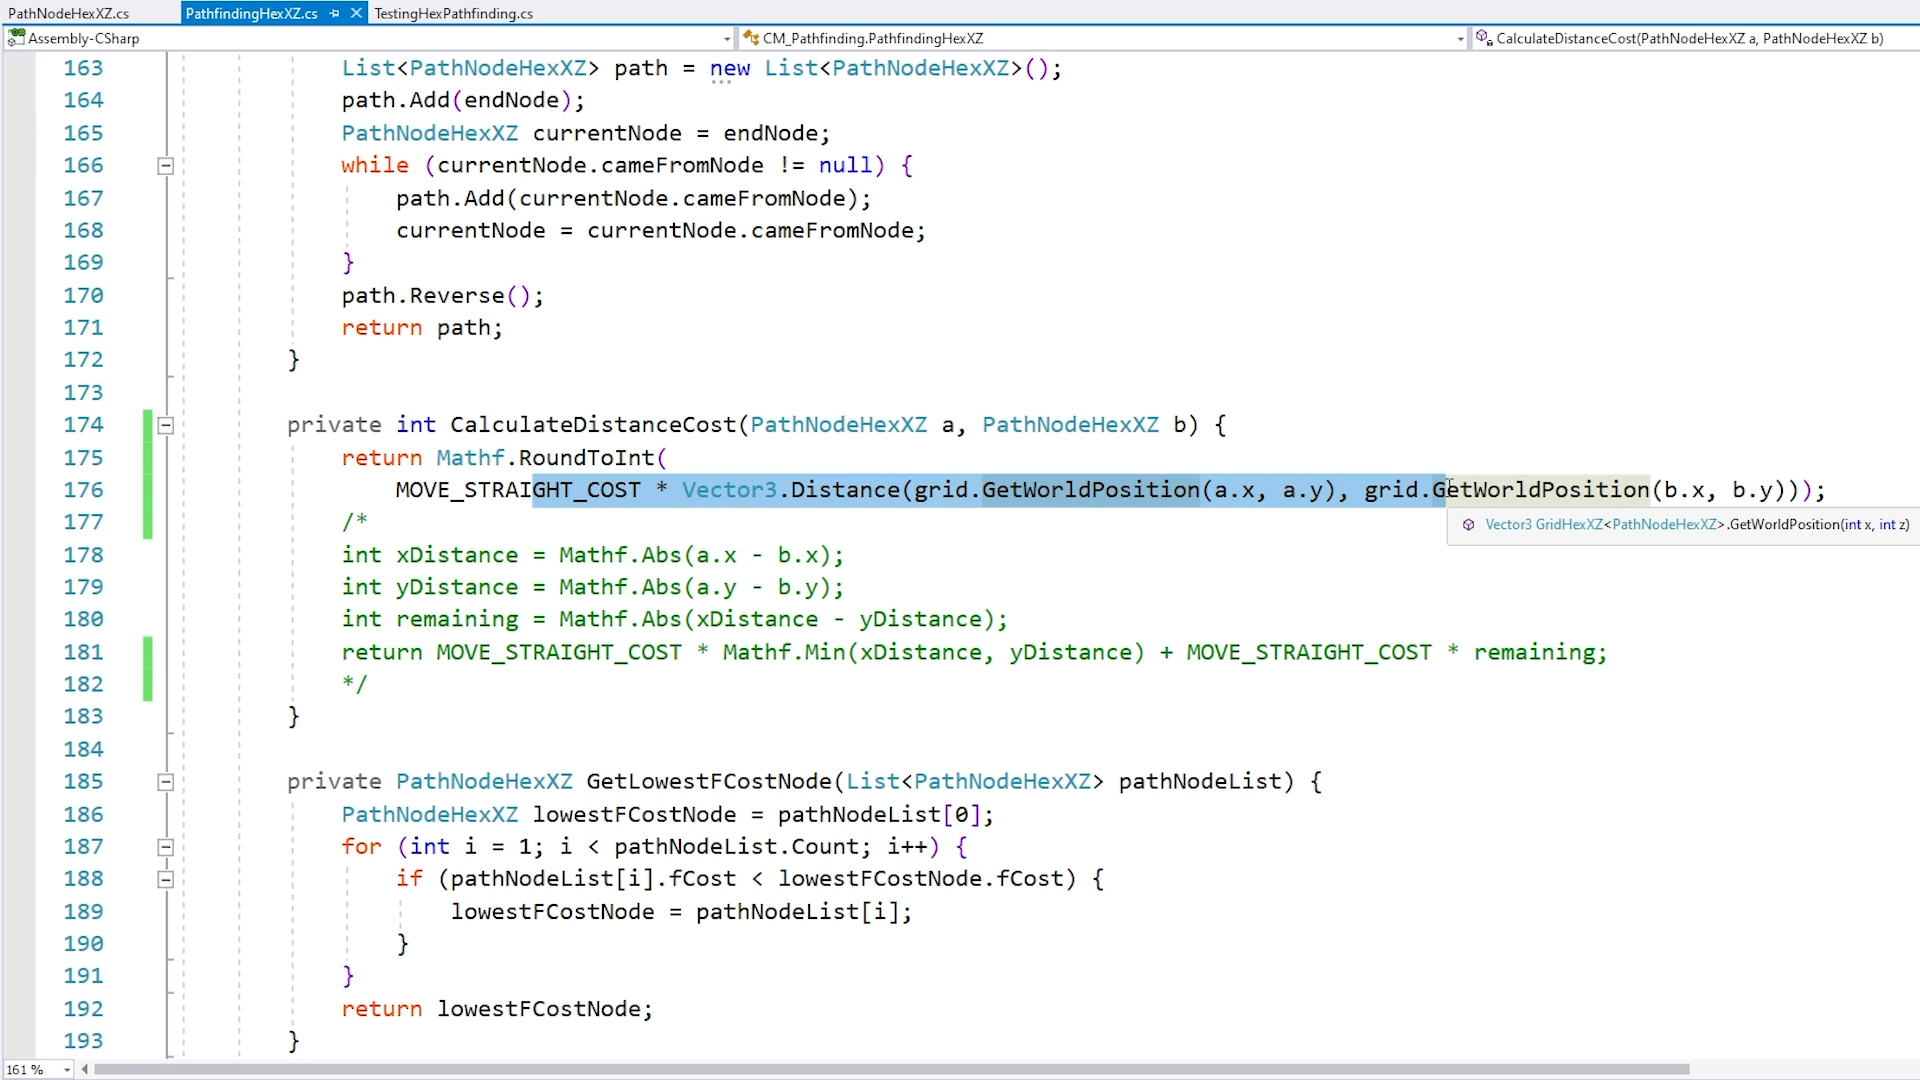 PathNodeHexXZ.cs PathfindingHexXZ.cs TestingHexPathfinding.cs
Assembly-CSharp CM_Pathfinding.PathfindingHexXZ CalculateDistanceCost(PathNodeHexXZ a, PathNodeHexXZ b)
163 List<PathNodeHexXZ> path = new List<PathNodeHexXZ>();
164 path.Add(endNode);
165 PathNodeHexXZ currentNode = endNode;
166 while (currentNode.cameFromNode != null) {
167 path.Add(currentNode.cameFromNode);
168 currentNode = currentNode.cameFromNode;
169 }
170 path.Reverse();
171 return path;
172 }
173
174 private int CalculateDistanceCost(PathNodeHexXZ a, PathNodeHexXZ b) {
175 return Mathf.RoundToInt(
176 MOVE_STRAIGHT_COST * Vector3.Distance(grid.GetWorldPosition(a.x, a.y), grid.GetWorldPosition(b.x, b.y)));
177 /*
Vector3 GridHexXZ<PathNodeHexXZ>.GetWorldPosition(int x, int z)
178 int xDistance = Mathf.Abs(a.x - b.x);
179 int yDistance = Mathf.Abs(a.y - b.y);
180 int remaining = Mathf.Abs(xDistance - yDistance);
181 return MOVE_STRAIGHT_COST * Mathf.Min(xDistance, yDistance) + MOVE_STRAIGHT_COST * remaining;
182 */
183 }
184
185 private PathNodeHexXZ GetLowestFCostNode(List<PathNodeHexXZ> pathNodeList) {
186 PathNodeHexXZ lowestFCostNode = pathNodeList[0];
187 for (int i = 1; i < pathNodeList.Count; i++) {
188 if (pathNodeList[i].fCost < lowestFCostNode.fCost) {
189 lowestFCostNode = pathNodeList[i];
190 }
191 }
192 return lowestFCostNode;
193 }
161 %